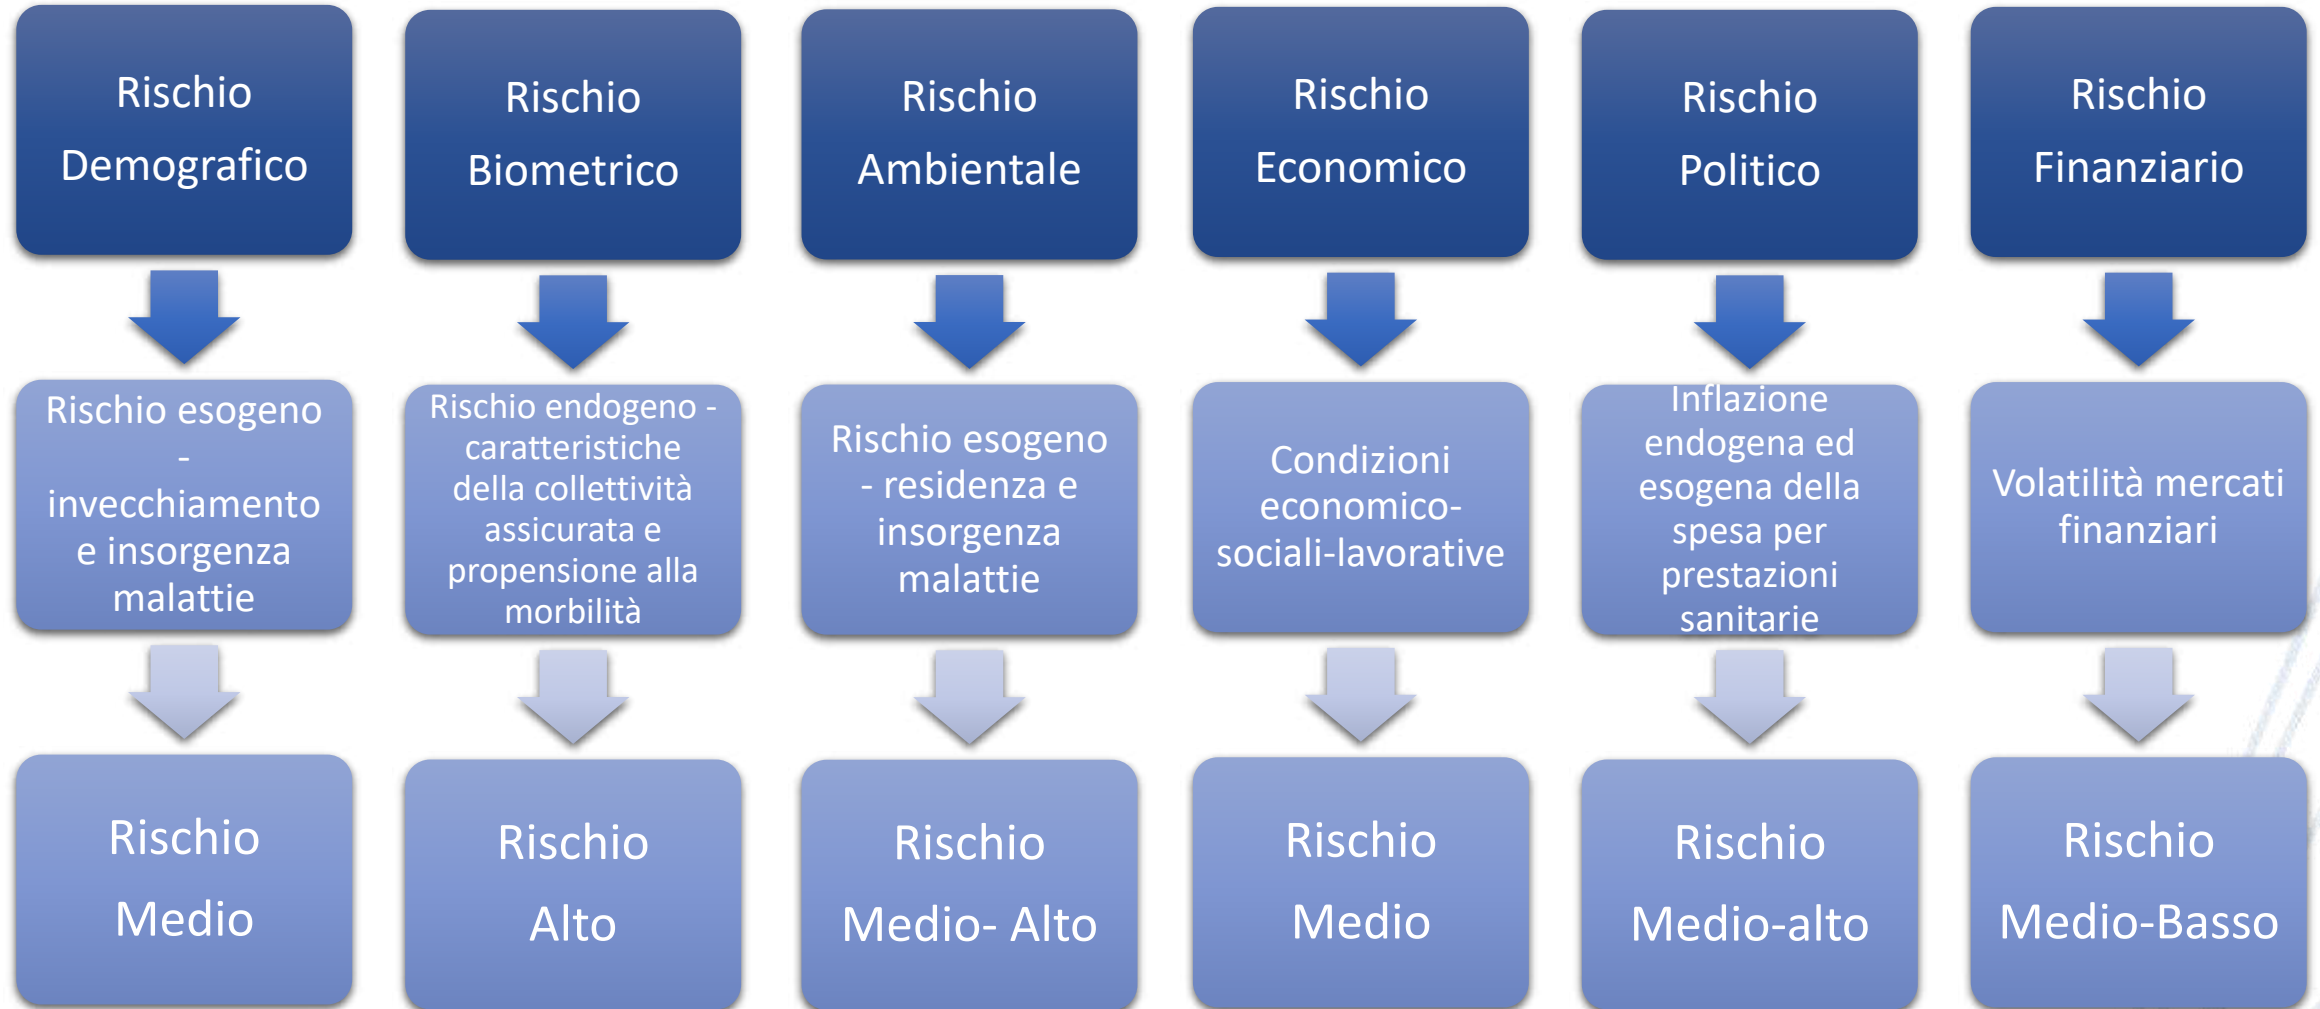 Rischio
Demografico
Rischio
Biometrico
Rischio
Ambientale
Rischio
Economico
Rischio
Politico
Rischio
Finanziario
Rischio esogeno
-
invecchiamento
e insorgenza
malattie
Rischio endogeno -
caratteristiche
della collettività
assicurata e
propensione alla
morbilità
Rischio esogeno
- residenza e
insorgenza
malattie
Condizioni
economico-
sociali-lavorative
Inflazione
endogena ed
esogena della
spesa per
prestazioni
sanitarie
Volatilità mercati
finanziari
Rischio
Medio
Rischio
Alto
Rischio
Medio- Alto
Rischio
Medio
Rischio
Medio-alto
Rischio
Medio-Basso